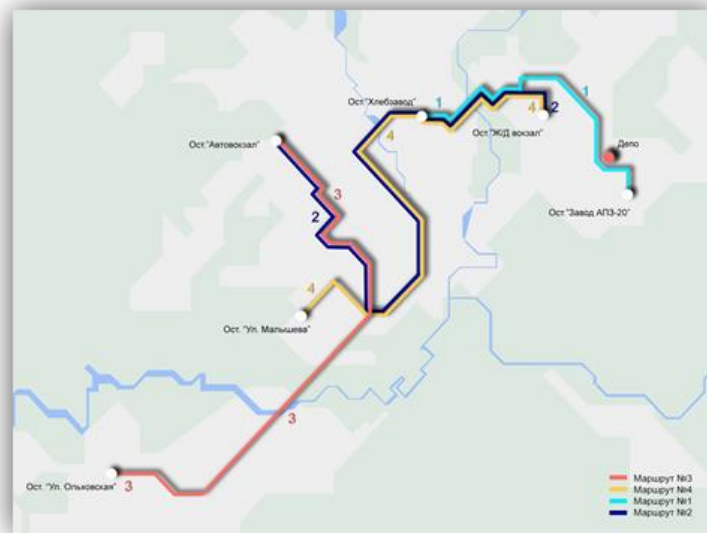 Ост."Хлебзавод"
1
1
4
2
4
Ост."Ж/Д вокзал"
Депо
Ост."Автовокзал"
3
2
Ост. "Завод АПЗ-20"
4
Ост. "Ул. Малышева"
3
Ост. "Ул. Ольховская"
3
Маршрут №3
Маршрут №4
Маршрут №1
Маршрут №2